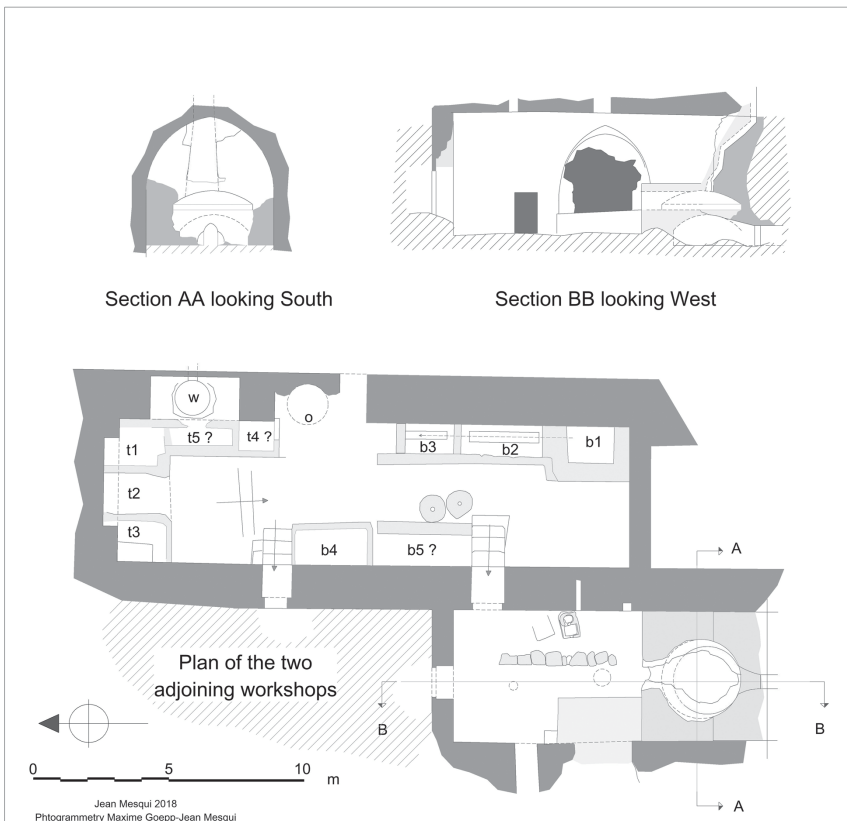 Section AA looking South
Section BB looking West
w
o
t5 ?
t4 ?
t1
t2
t3
b3
b2
b1
b4
b5 ?
A
Plan of the two
adjoining workshops
B
B
A
0 5 10 m
Jean Mesqui 2018
Phtogrammetry Maxime Goepp-Jean Mesqui